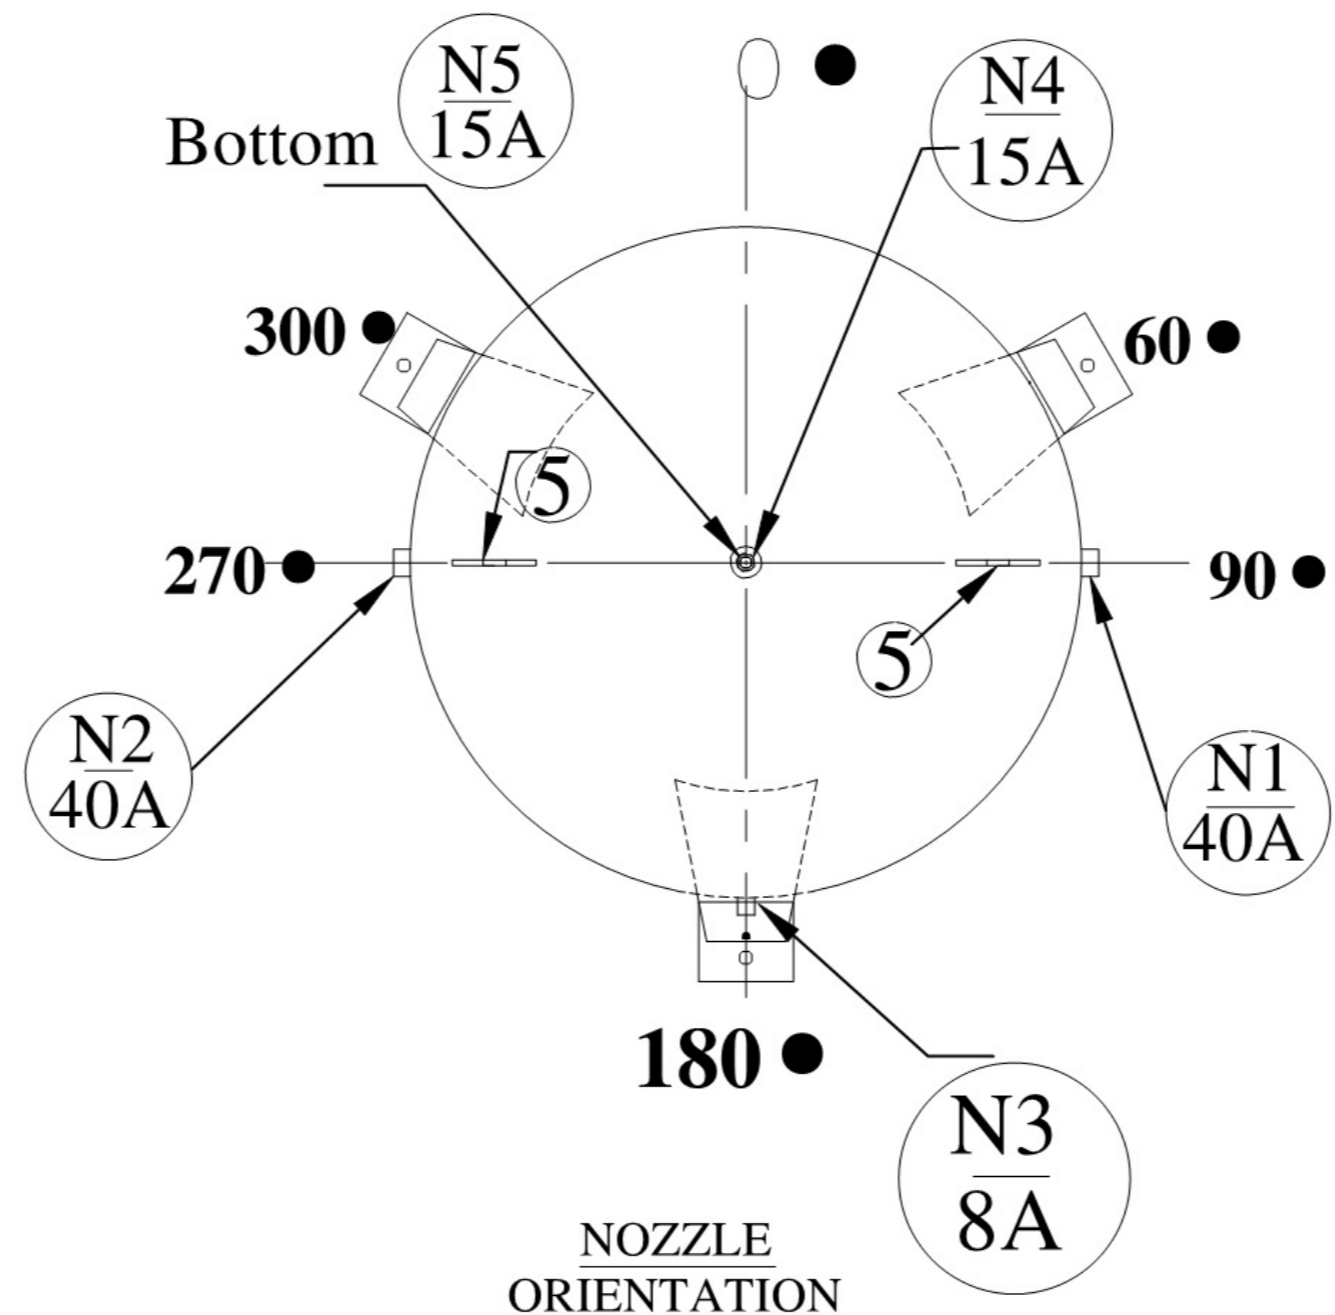 N5
15A
Bottom
0 ●
N4
15A
300 ●
60 ●
5
270 ●
90 ●
5
N2
40A
N1
40A
180 ●
N3
8A
NOZZLE
ORIENTATION